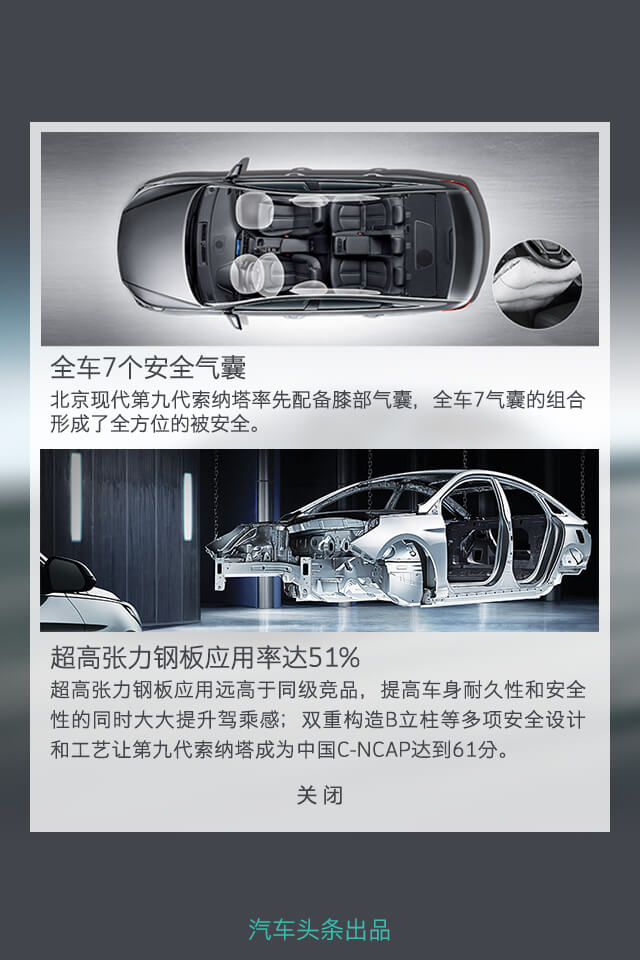 全车7个安全气囊
北京现代第九代索纳塔率先配备膝部气囊，全车7气囊的组合
形成了全方位的被安全。
超高张力钢板应用率达51%
超高张力钢板应用远高于同级竞品，提高车身耐久性和安全
性的同时大大提升驾乘感；双重构造B立柱等多项安全设计
和工艺让第九代索纳塔成为中国C-NCAP达到61分。
关 闭
汽车头条出品